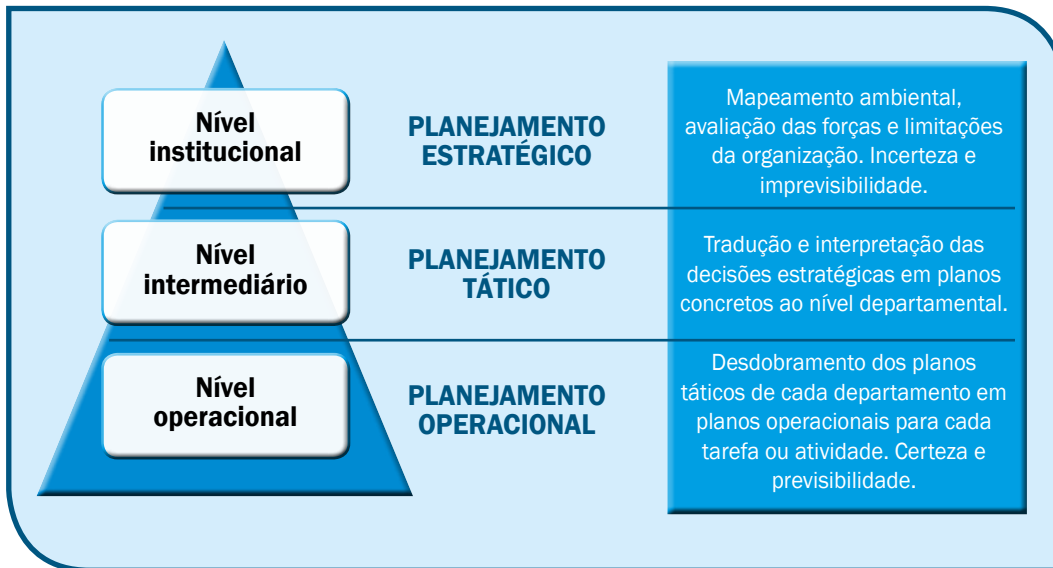 Nível
institucional
PLANEJAMENTO
ESTRATÉGICO
Mapeamento ambiental,
avaliação das forças e limitações
da organização. Incerteza e
imprevisibilidade.
Nível
intermediário
PLANEJAMENTO
TÁTICO
Tradução e interpretação das
decisões estratégicas em planos
concretos ao nível departamental.
Nível
operacional
PLANEJAMENTO
OPERACIONAL
Desdobramento dos planos
táticos de cada departamento em
planos operacionais para cada
tarefa ou atividade. Certeza e
previsibilidade.